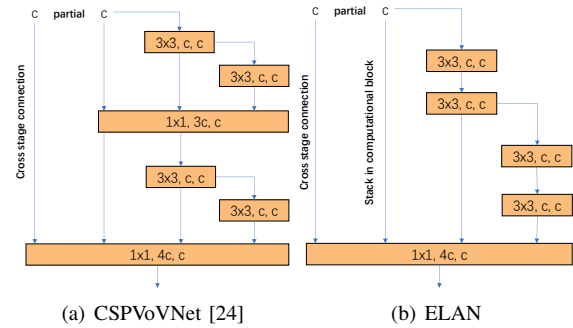 c partial c
3x3, c, c
3x3, c, c
1x1, 3c, c
3x3, c, c
3x3, c, c
1x1, 4c, c
Cross stage connection
(a) CSPVoVNet [24]
c partial c
3x3, c, c
3x3, c, c
3x3, c, c
3x3, c, c
1x1, 4c, c
Cross stage connection
Stack in computational block
(b) ELAN